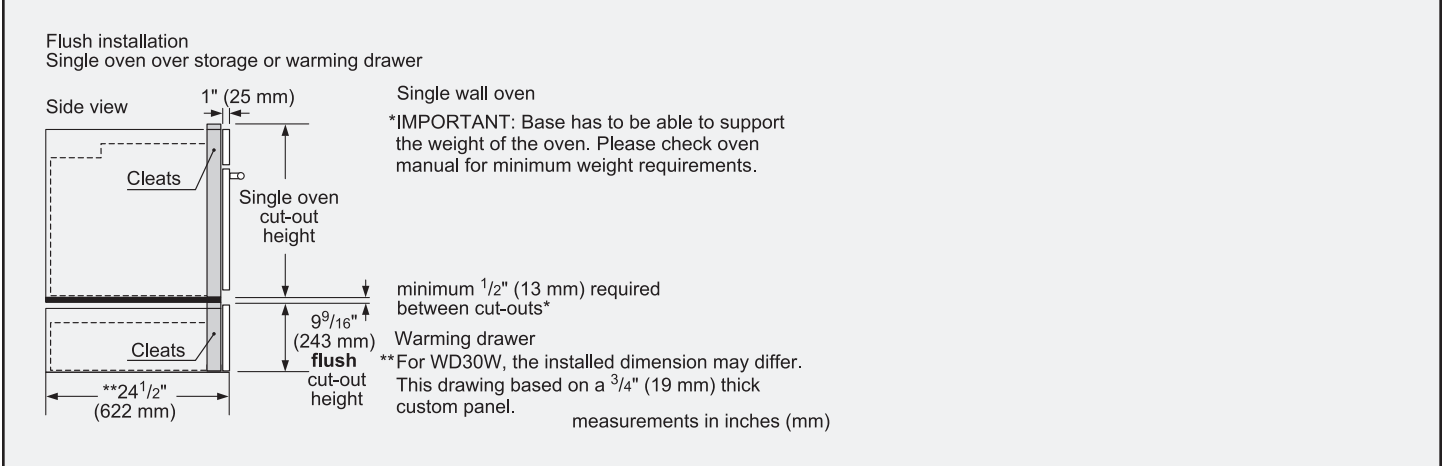 Flush installation
Single oven over storage or warming drawer
Side view
1" (25 mm)
Cleats
Single oven
cut-out
height
Single wall oven
*IMPORTANT: Base has to be able to support
the weight of the oven. Please check oven
manual for minimum weight requirements.
minimum 1/2" (13 mm) required
between cut-outs*
9 9/16"
(243 mm)
flush
cut-out
height
Cleats
**24 1/2"
(622 mm)
Warming drawer
**For WD30W, the installed dimension may differ.
This drawing based on a 3/4" (19 mm) thick
custom panel.
measurements in inches (mm)